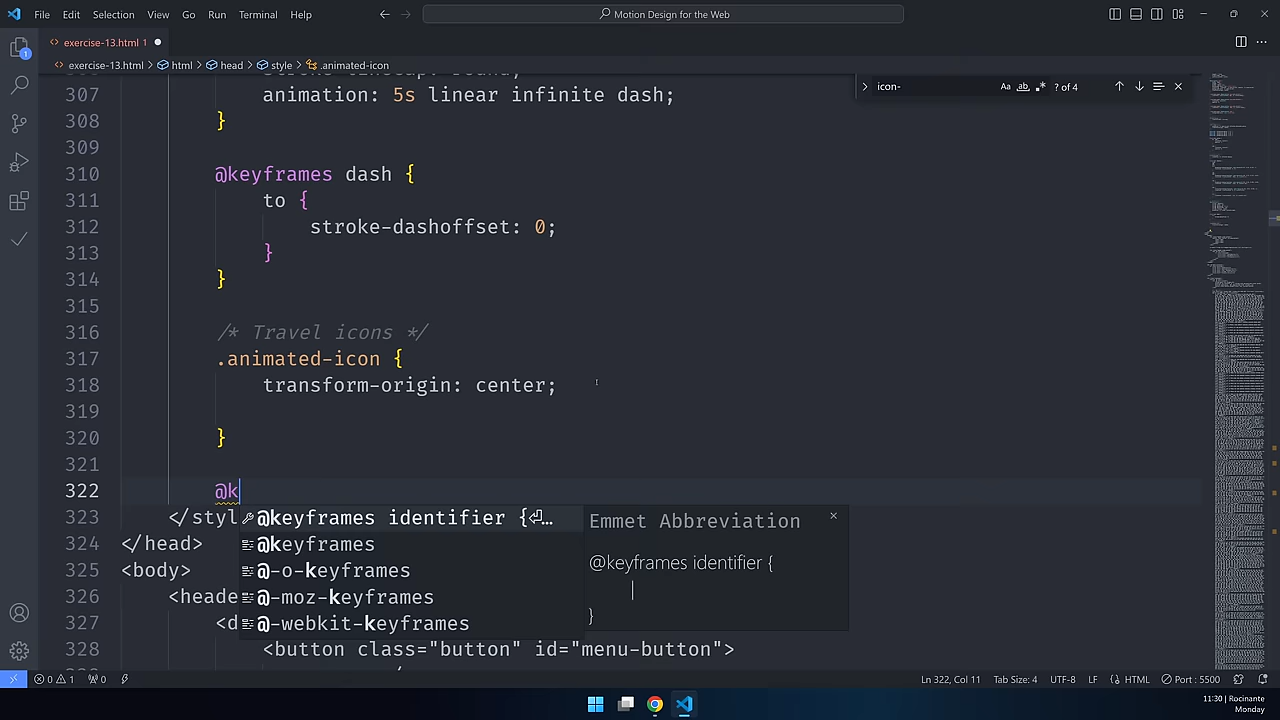 File Edit Selection View Go Run Terminal Help
Motion Design for the Web
exercise-13.html 1
exercise-13.html > html > head > style > .animated-icon
icon- Aa ab .* ? of 4
307 animation: 5s linear infinite dash;
308 }
309
310 @keyframes dash {
311 to {
312 stroke-dashoffset: 0;
313 }
314 }
315
316 /* Travel icons */
317 .animated-icon {
318 transform-origin: center;
319
320 }
321
322 @k
323 </styl
@keyframes identifier {⏎…
Emmet Abbreviation
324 </head>
@keyframes
@keyframes identifier {
325 <body>
@-o-keyframes
326 <heade
@-moz-keyframes
}
327 <d
@-webkit-keyframes
328 <button class="button" id="menu-button">
0 1 0 Ln 322, Col 11 Tab Size: 4 UTF-8 LF HTML Port : 5500
11:30 | Rocinante
Monday